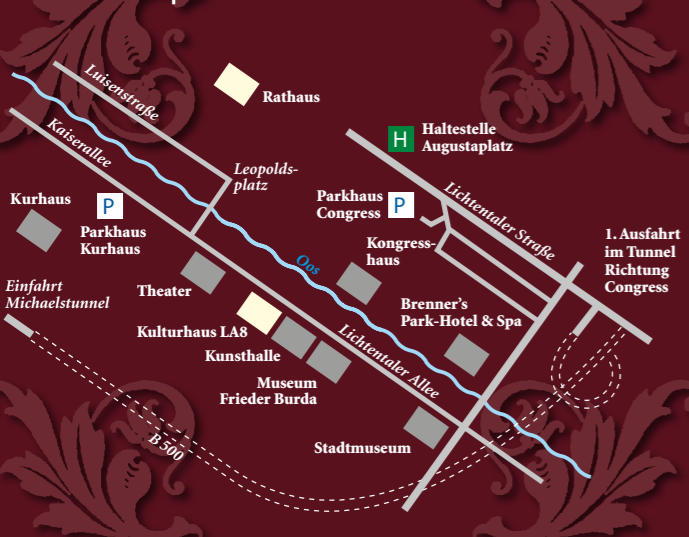 Luisenstraße
Rathaus
Kaiserallee
H
Haltestelle
Augustaplatz
Leopolds-
platz
Kurhaus
P
Parkhaus
Kurhaus
Parkhaus
Congress
P
Lichtentaler Straße
Kongress-
haus
1. Ausfahrt
im Tunnel
Richtung
Congress
Oos
Einfahrt
Michaelstunnel
Theater
Brenner's
Park-Hotel & Spa
Kulturhaus LA8
Kunsthalle
Lichtentaler Allee
Museum
Frieder Burda
B 500
Stadtmuseum